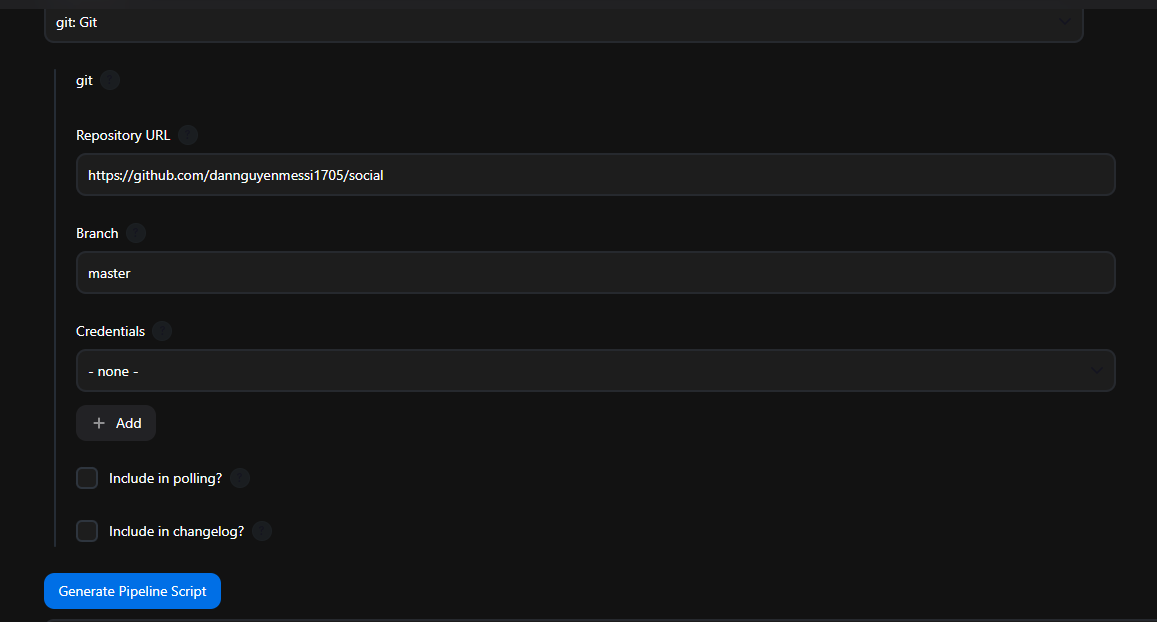 git: Git
git
Repository URL
https://github.com/dannguyenmessi1705/social
Branch
master
Credentials
- none -
+ Add
Include in polling?
Include in changelog?
Generate Pipeline Script